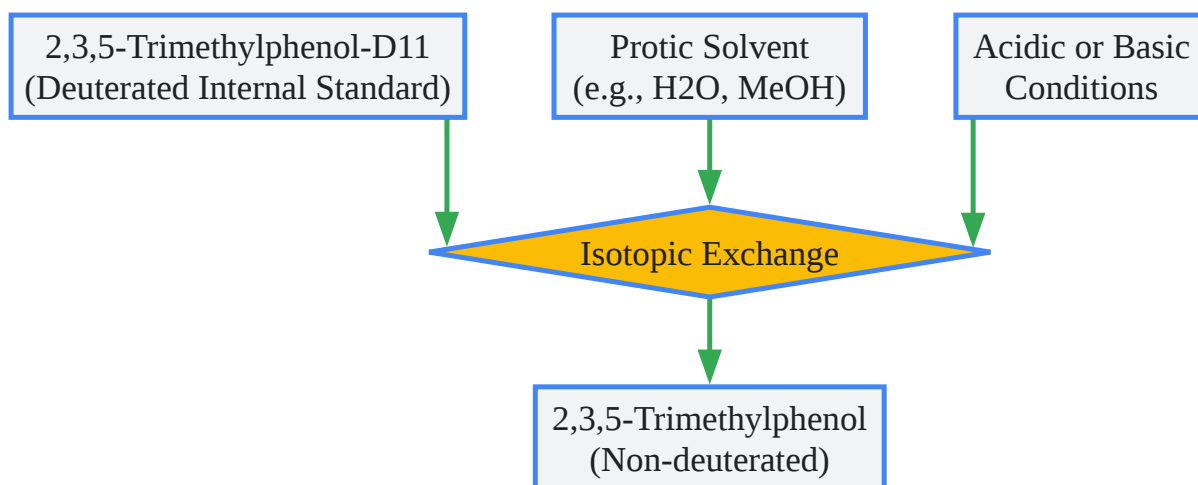 2,3,5-Trimethylphenol-D11
(Deuterated Internal Standard)
Protic Solvent
(e.g., H2O, MeOH)
Acidic or Basic
Conditions
Isotopic Exchange
2,3,5-Trimethylphenol
(Non-deuterated)